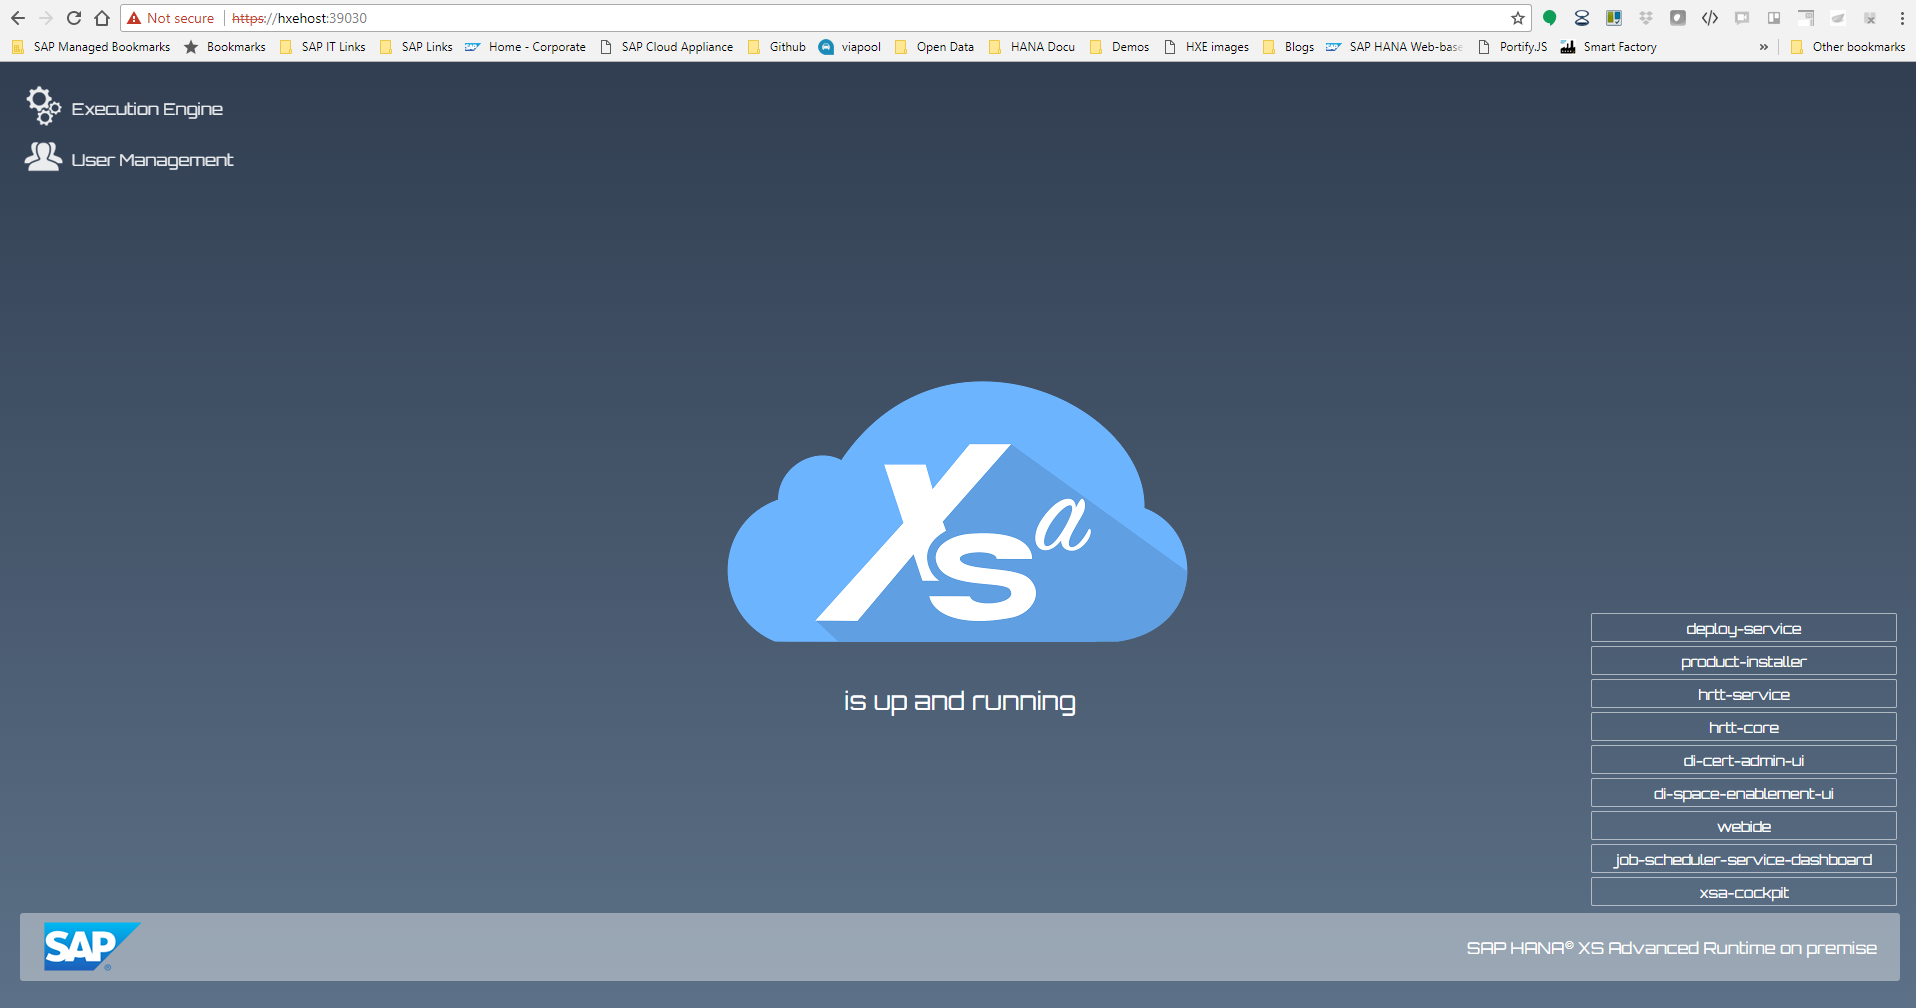 Not secure https://hxehost:39030
SAP Managed Bookmarks Bookmarks SAP IT Links SAP Links Home - Corporate SAP Cloud Appliance Github viapool Open Data HANA Docu Demos HXE images Blogs SAP HANA Web-base PortifyJS Smart Factory » Other bookmarks
Execution Engine
User Management
Xsa
is up and running
deploy-service
product-installer
hrtt-service
hrtt-core
di-cert-admin-ui
di-space-enablement-ui
webide
job-scheduler-service-dashboard
xsa-cockpit
SAP ®
SAP HANA® XS Advanced Runtime on premise